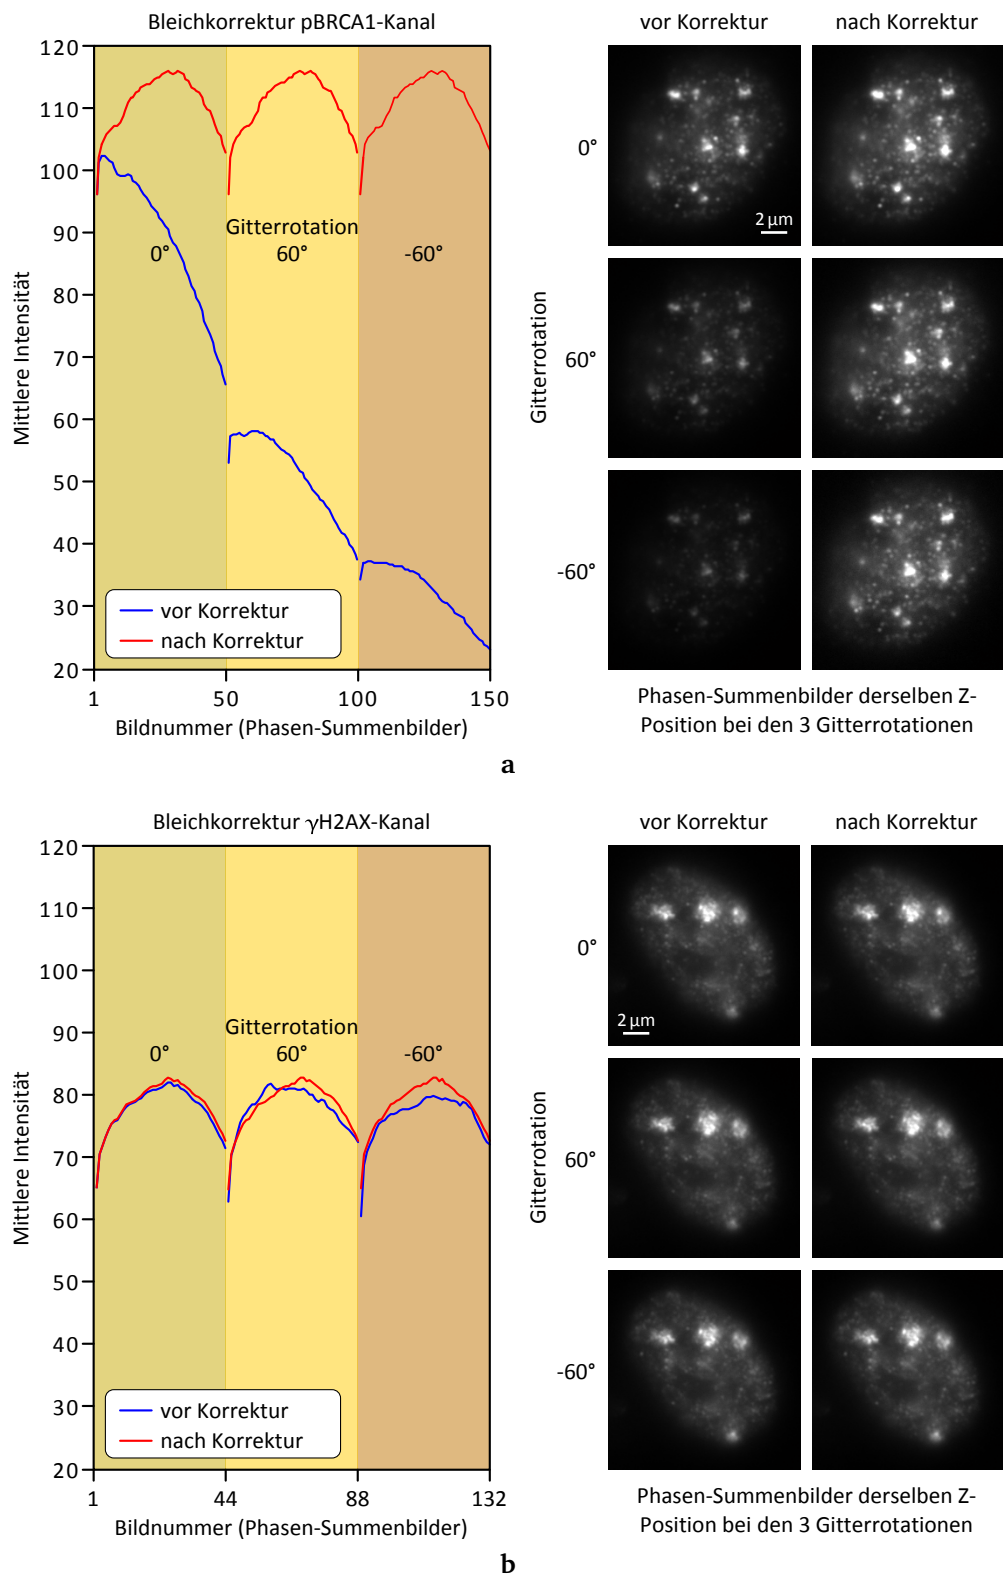 Bleichkorrektur pBRCA1-Kanal
vor Korrektur
nach Korrektur
Mittlere Intensität
120
110
100
90
80
70
60
50
40
30
20
Gitterrotation
0°
60°
-60°
vor Korrektur
nach Korrektur
1
50
100
150
Bildnummer (Phasen-Summenbilder)
Gitterrotation
0°
60°
-60°
2 µm
Phasen-Summenbilder derselben Z-
Position bei den 3 Gitterrotationen
a
Bleichkorrektur γH2AX-Kanal
vor Korrektur
nach Korrektur
Mittlere Intensität
120
110
100
90
80
70
60
50
40
30
20
Gitterrotation
0°
60°
-60°
vor Korrektur
nach Korrektur
1
44
88
132
Bildnummer (Phasen-Summenbilder)
Gitterrotation
0°
60°
-60°
2 µm
Phasen-Summenbilder derselben Z-
Position bei den 3 Gitterrotationen
b